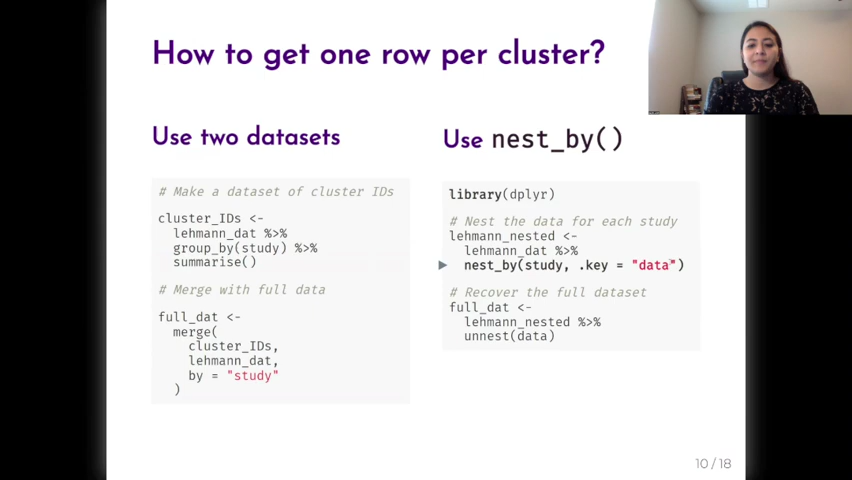 How to get one row per cluster?
Use two datasets
# Make a dataset of cluster IDs
cluster_IDs <-
lehmann_dat %>%
group_by(study) %>%
summarise()
# Merge with full data
full_dat <-
merge(
cluster_IDs,
lehmann_dat,
by = "study"
)
Use nest_by()
library(dplyr)
# Nest the data for each study
lehmann_nested <-
lehmann_dat %>%
nest_by(study, .key = "data")
# Recover the full dataset
full_dat <-
lehmann_nested %>%
unnest(data)
10 / 18